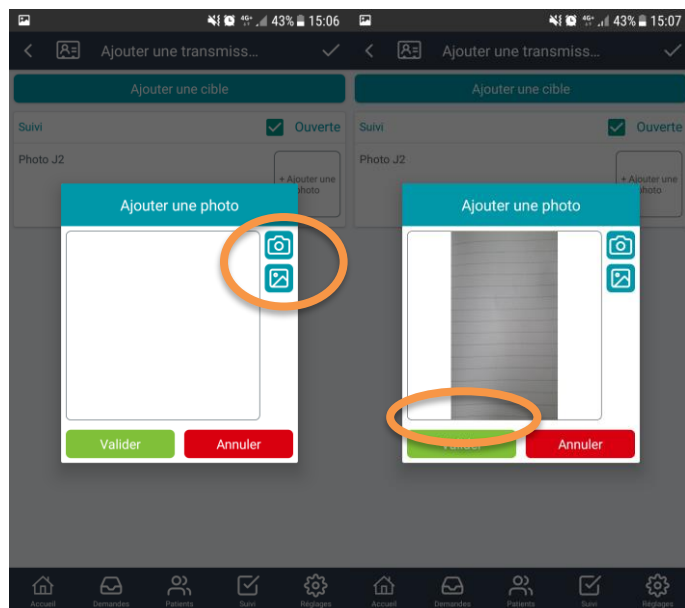 43% 15:06
Ajouter une transmiss...
Ajouter une cible
Suivi
Ouverte
Photo J2
+ Ajouter une
photo
Ajouter une photo
Valider
Annuler
Accueil Demandes Patients Suivi Réglages
43% 15:07
Ajouter une transmiss...
Ajouter une cible
Suivi
Ouverte
Photo J2
+ Ajouter une
photo
Ajouter une photo
Valider
Annuler
Accueil Demandes Patients Suivi Réglages